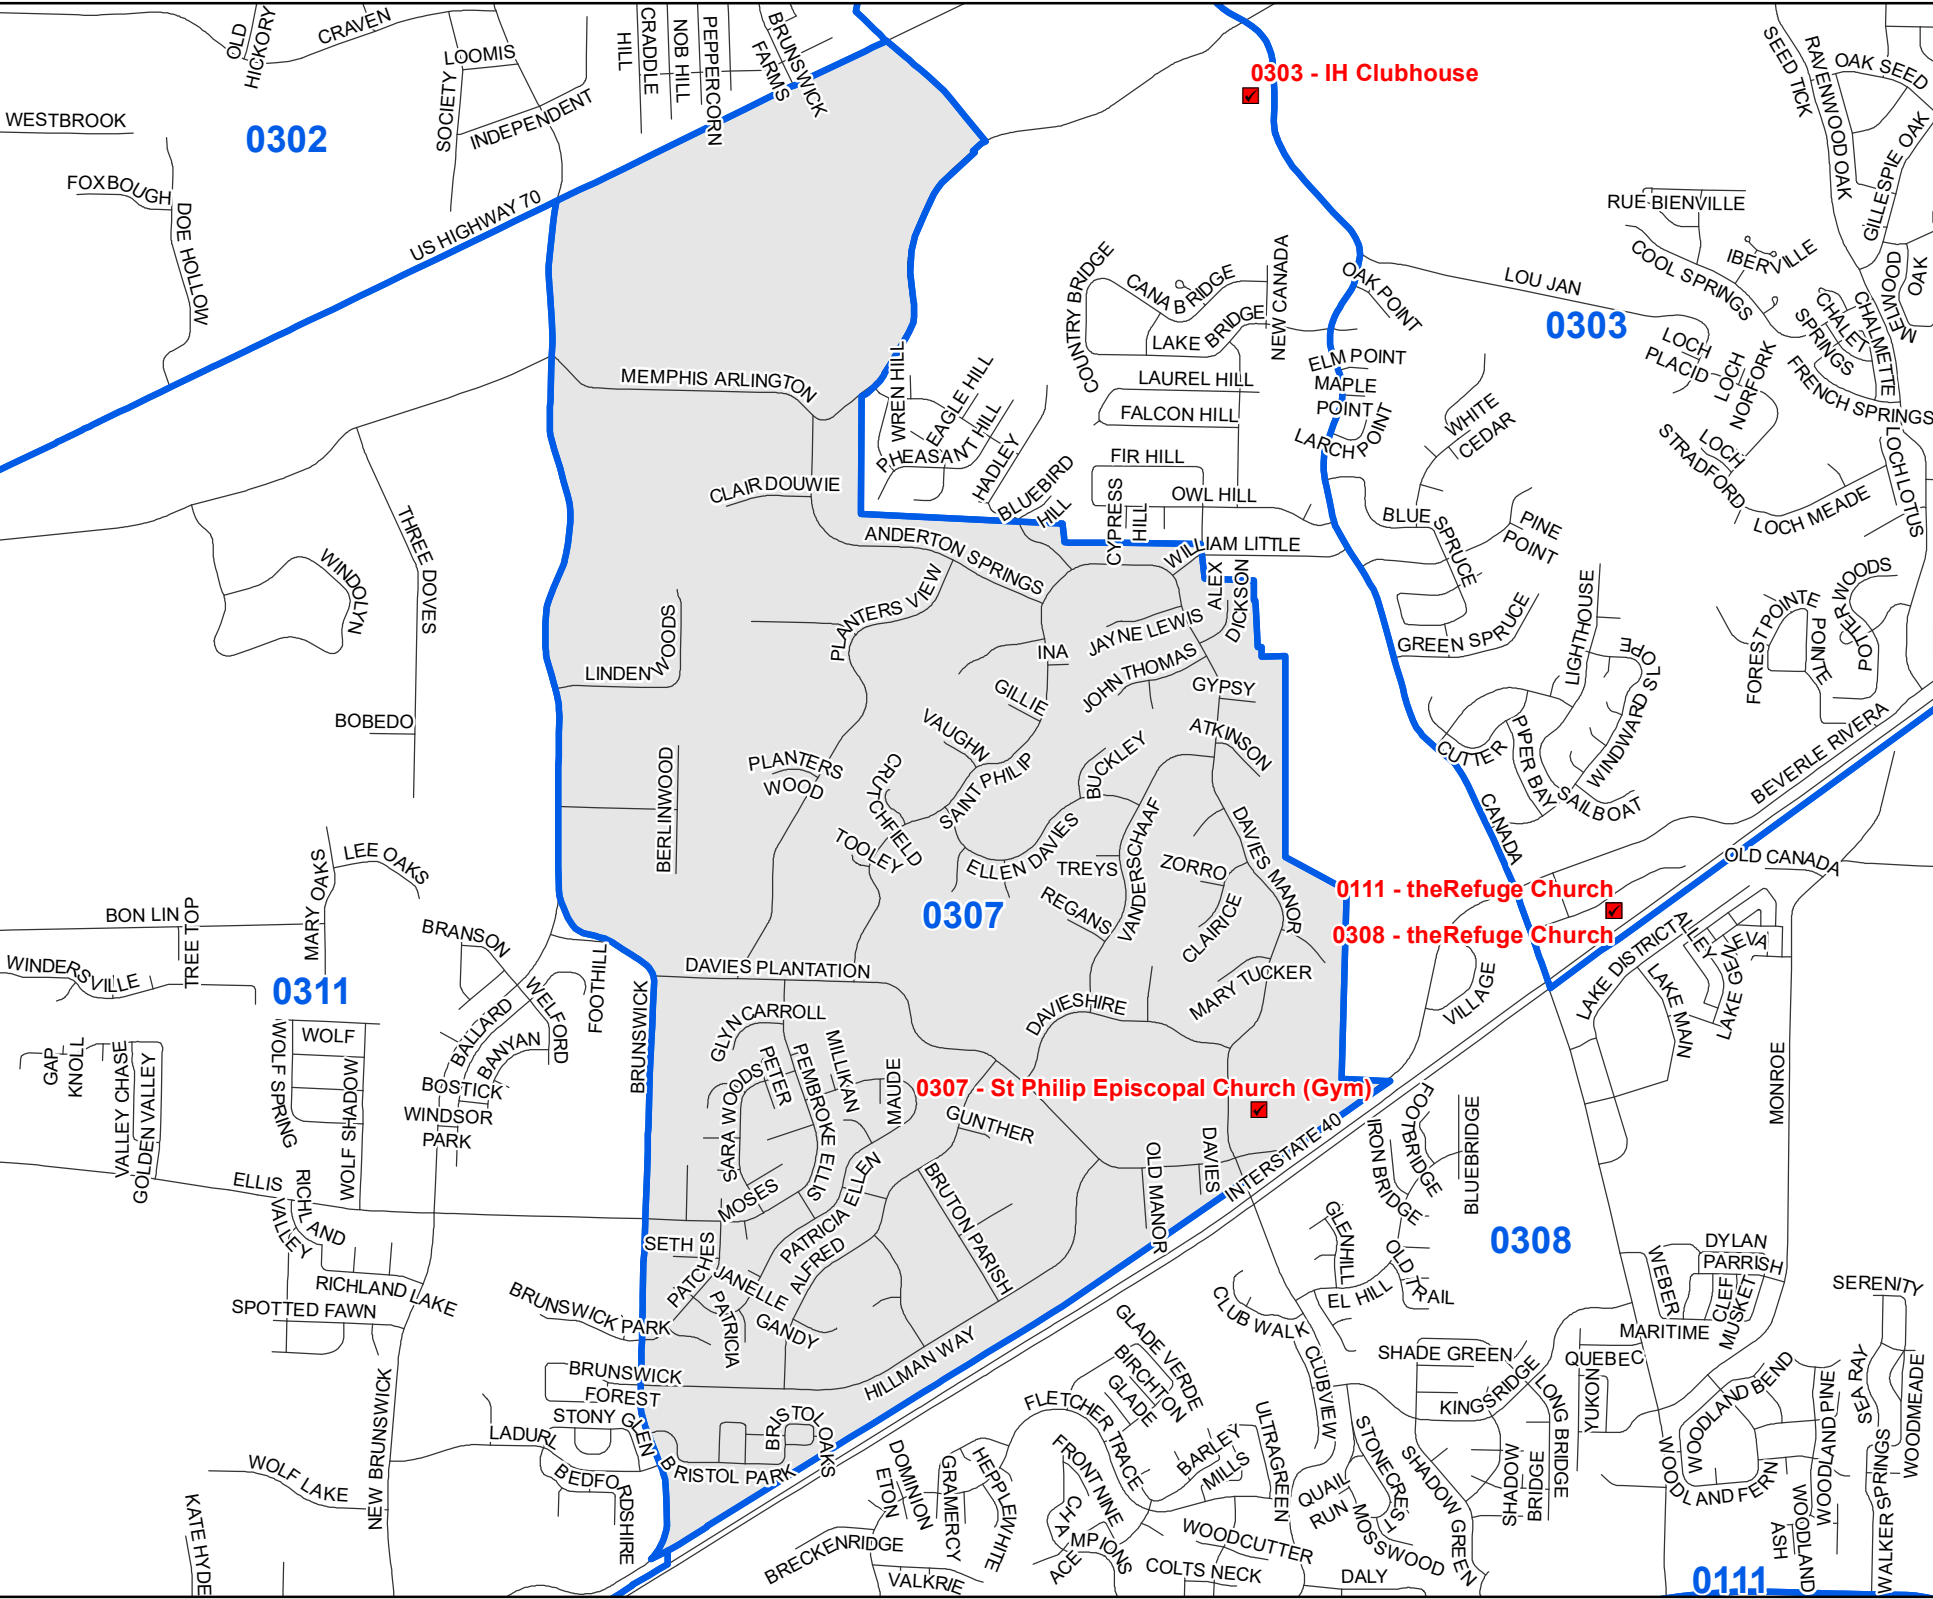 OLD
HICKORY
CRAVEN
LOOMIS
SOCIETY
INDEPENDENT
HILL
CRADDLE
NOB HILL
PEPPERCORN
BRUNSWICK
FARMS
WESTBROOK
0302
FOXBOUGH
DOE HOLLOW
US HIGHWAY 70
0303 - IH Clubhouse
SEED TICK
RAVENWOOD OAK
OAK SEED
GILLESPIE OAK
RUE BIENVILLE
IBERVILLE
COOL SPRINGS
MELWOOD
OAK
LOU JAN
0303
CHALET
SPRINGS
CHALMETTE
LOCH
PLACID
LOCH
NORFORK
FRENCH SPRINGS
LOCH
STRADFORD
LOCH MEADE
LOCHLOTUS
COUNTRY BRIDGE
CANA BRIDGE
NEW CANADA
LAKE BRIDGE
OAK POINT
ELM POINT
MAPLE
POINT
LARCH POINT
LAUREL HILL
FALCON HILL
FIR HILL
OWL HILL
CYPRESS
HILL
WHITE
CEDAR
BLUE SPRUCE
PINE
POINT
GREEN SPRUCE
MEMPHIS ARLINGTON
WREN HILL
EAGLE HILL
PHEASANT HILL
HADLEY
BLUEBIRD
HILL
CLAIR DOUWIE
ANDERTON SPRINGS
WILLIAM LITTLE
ALEX
DICKSON
THREE DOVES
WINDOLYN
BOBEDO
LINDEN WOODS
PLANTERS VIEW
INA
JAYNE LEWIS
JOHN THOMAS
GYPSY
GILLIE
VAUGHN
ATKINSON
BUCKLEY
SAINT PHILIP
CRUTCHFIELD
PLANTERS
WOOD
BERLINWOOD
TOOLEY
ELLEN DAVIES
TREYS
VANDERSCHAAF
ZORRO
REGANS
CLAIRICE
DAVIES MANOR
MARY TUCKER
0307
LIGHTHOUSE
WINDWARD SLOPE
FOREST POINTE
POINTE
POTTER WOODS
CUTTER
PIPER BAY
SAILBOAT
BEVERLE RIVERA
CANADA
OLD CANADA
0111 - theRefuge Church
0308 - theRefuge Church
LAKE DISTRICT
ALLEY
LAKE GENEVA
LAKE MANN
VILLAGE
MONROE
LEE OAKS
MARY OAKS
BON LIN
TREE TOP
WINDERSVILLE
0311
BRANSON
WELFORD
FOOTHILL
BALLARD
BANYAN
BOSTICK
WINDSOR
PARK
BRUNSWICK
DAVIES PLANTATION
GLYN CARROLL
PETER
PEMBROKE ELLIS
MILLIKAN
MAUDE
SARA WOODS
DAVIESHIRE
0307 - St Philip Episcopal Church (Gym)
GUNTHER
MOSES
PATRICIA ELLEN
ALFRED
BRUTON PARISH
OLD MANOR
DAVIES
INTERSTATE 40
GAP
KNOLL
VALLEY CHASE
GOLDEN VALLEY
WOLF SPRING
WOLF
WOLF SHADOW
ELLIS
RICHLAND
VALLEY
RICHLAND LAKE
SPOTTED FAWN
NEW BRUNSWICK
SETH
PATCHES
JANELLE
PATRICIA
GANDY
BRUNSWICK PARK
BRUNSWICK
FOREST
STONY GLEN
LADURL
BEDFORDSHIRE
BRISTOL PARK
BRISTOL OAKS
HILLMAN WAY
WOLF LAKE
KATE HYDE
FOOTBRIDGE
IRON BRIDGE
BLUEBRIDGE
0308
GLENHILL
OLD TRAIL
EL HILL
CLUB WALK
CLUBVIEW
SHADE GREEN
KINGSRIDGE
LONG BRIDGE
QUEBEC
YUKON
MARITIME
WEBER
DYLAN
PARRISH
CLEF
MUSKET
SERENITY
SEA RAY
WOODMEADE
WOODLAND BEND
WOODLAND PINE
WOODLAND FERN
WOODLAND
ASH
WALKER SPRINGS
0111
GLADE VERDE
BIRCHTON
GLADE
FLETCHER TRACE
FRONT NINE
BARLEY
MILLS
ULTRAGREEN
STONECREST
QUAIL
RUN
MOSSWOOD
SHADOW GREEN
SHADOW
BRIDGE
HEPPLEWHITE
GRAMERCY
DOMINION
ETON
BRECKENRIDGE
VALKRIE
CHAMPIONS
ACE
WOODCUTTER
COLTS NECK
DALY